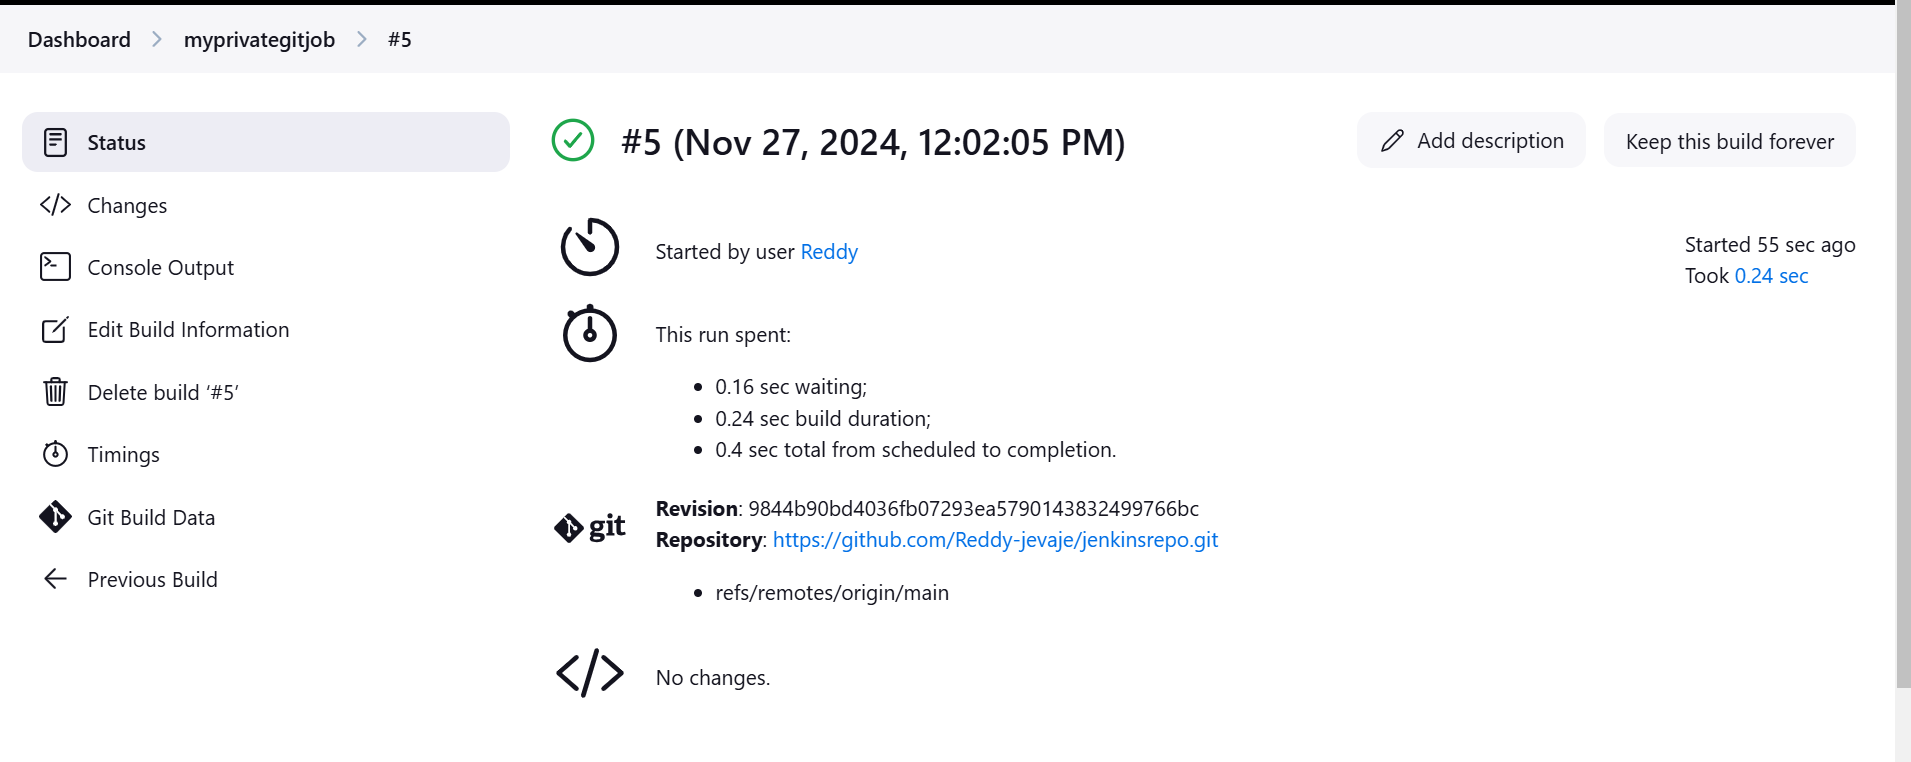 Dashboard > myprivategitjob > #5
Status
Changes
Console Output
Edit Build Information
Delete build ‘#5’
Timings
Git Build Data
Previous Build
#5 (Nov 27, 2024, 12:02:05 PM)
Add description
Keep this build forever
Started by user Reddy
Started 55 sec ago
Took 0.24 sec
This run spent:
• 0.16 sec waiting;
• 0.24 sec build duration;
• 0.4 sec total from scheduled to completion.
git
Revision: 9844b90bd4036fb07293ea5790143832499766bc
Repository: https://github.com/Reddy-jevaje/jenkinsrepo.git
• refs/remotes/origin/main
No changes.